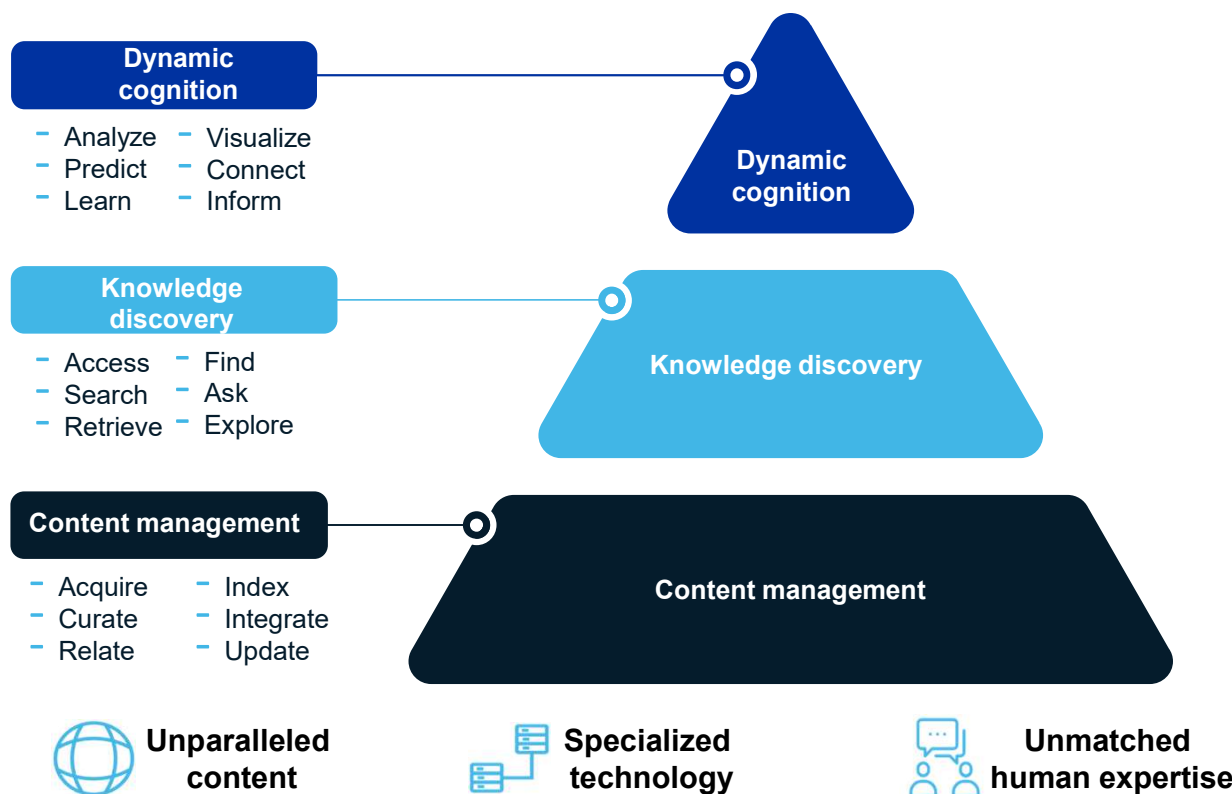 Dynamic
cognition
- Analyze
- Predict
- Learn
- Visualize
- Connect
- Inform
Dynamic
cognition
Knowledge
discovery
- Access
- Search
- Retrieve
- Find
- Ask
- Explore
Knowledge discovery
Content management
- Acquire
- Curate
- Relate
- Index
- Integrate
- Update
Content management
Unparalleled
content
Specialized
technology
Unmatched
human expertise